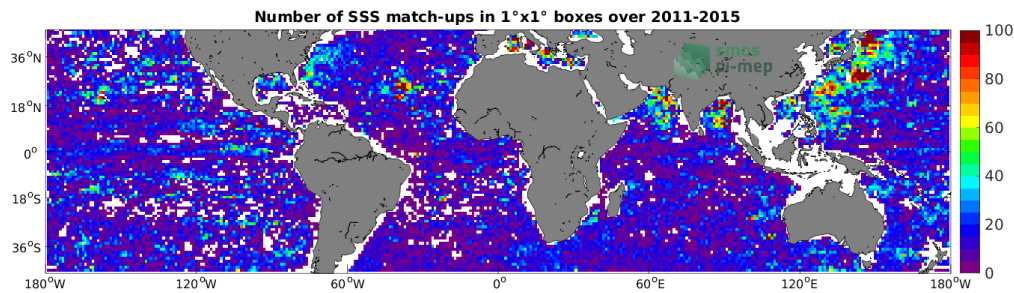 Number of SSS match-ups in 1°x1° boxes over 2011-2015
smos
pi-mep
36°N
18°N
0°
18°S
36°S
180°W
120°W
60°W
0°
60°E
120°E
180°W
100
80
60
40
20
0